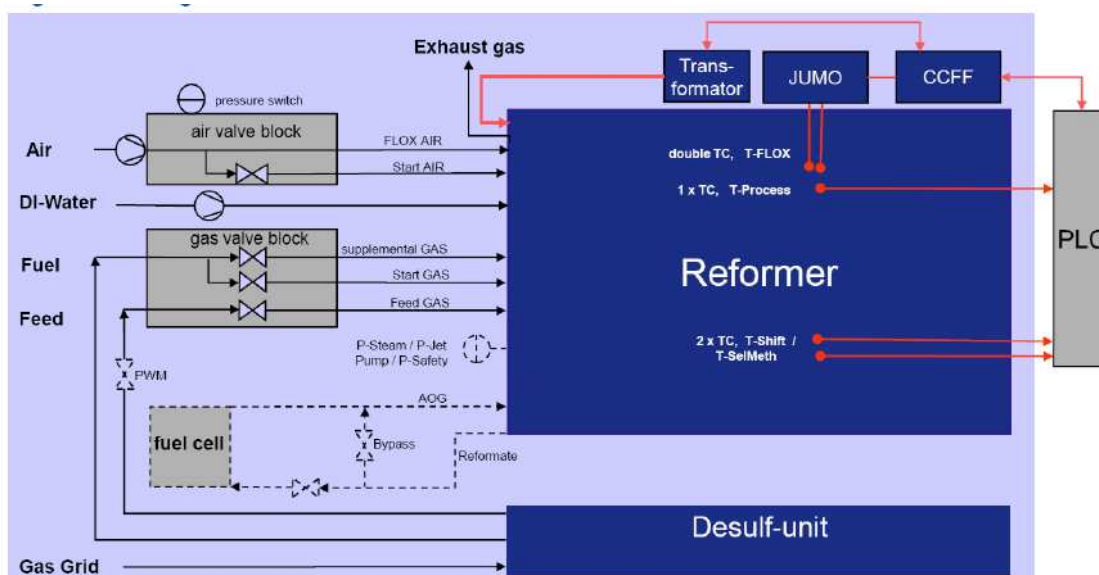 Exhaust gas
Trans-
formator
JUMO
CCFF
pressure switch
air valve block
Air
FLOX AIR
Start AIR
double TC, T-FLOX
1 x TC, T-Process
DI-Water
gas valve block
supplemental GAS
Fuel
Start GAS
Feed GAS
Feed
Reformer
PLC
P-Steam / P-Jet
Pump / P-Safety
2 x TC, T-Shift /
T-SelMeth
PWM
AOG
fuel cell
Bypass
Reformate
Desulf-unit
Gas Grid